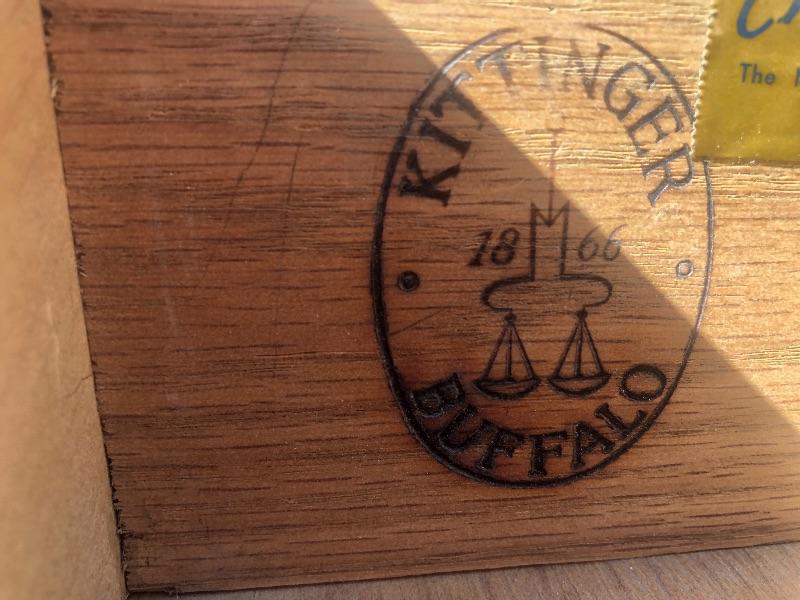 KITTINGER
18 66
BUFFALO
The